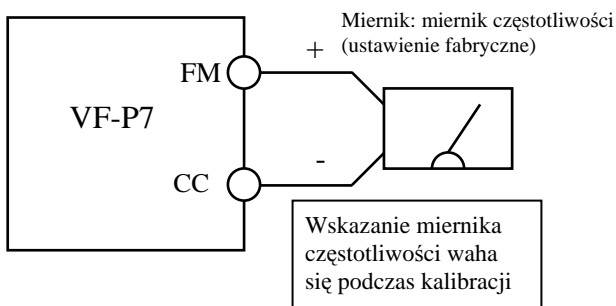 Miernik: miernik częstotliwości
(ustawienie fabryczne)
+
FM
VF-P7
CC
-
Wskazanie miernika
częstotliwości waha
się podczas kalibracji